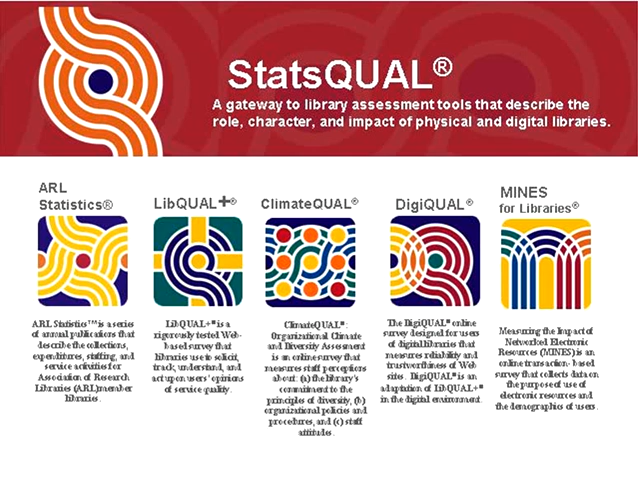 StatsQUAL®
A gateway to library assessment tools that describe the
role, character, and impact of physical and digital libraries.
ARL
Statistics®
ARL Statistics™ is a series
of annual publications that
describe the collections,
expenditures, staffing, and
service activities for
Association of Research
Libraries (ARL) member
libraries.
LibQUAL+®
LibQUAL+® is a
rigorously tested Web-
based survey that
libraries use to solicit,
track, understand, and
act upon users' opinions
of service quality.
ClimateQUAL®
ClimateQUAL®:
Organizational Climate
and Diversity Assessment
is an online survey that
measures staff perceptions
about: (a) the library's
commitment to the
principles of diversity, (b)
organizational policies and
procedures, and (c) staff
attitudes.
DigiQUAL®
The DigiQUAL® online
survey designed for users
of digital libraries that
measures reliability and
trustworthiness of Web
sites. DigiQUAL® is an
adaptation of LibQUAL+®
in the digital environment.
MINES
for Libraries®
Measuring the Impact of
Networked Electronic
Resources (MINES) is an
online transaction-based
survey that collects data on
the purpose of use of
electronic resources and
the demographics of users.